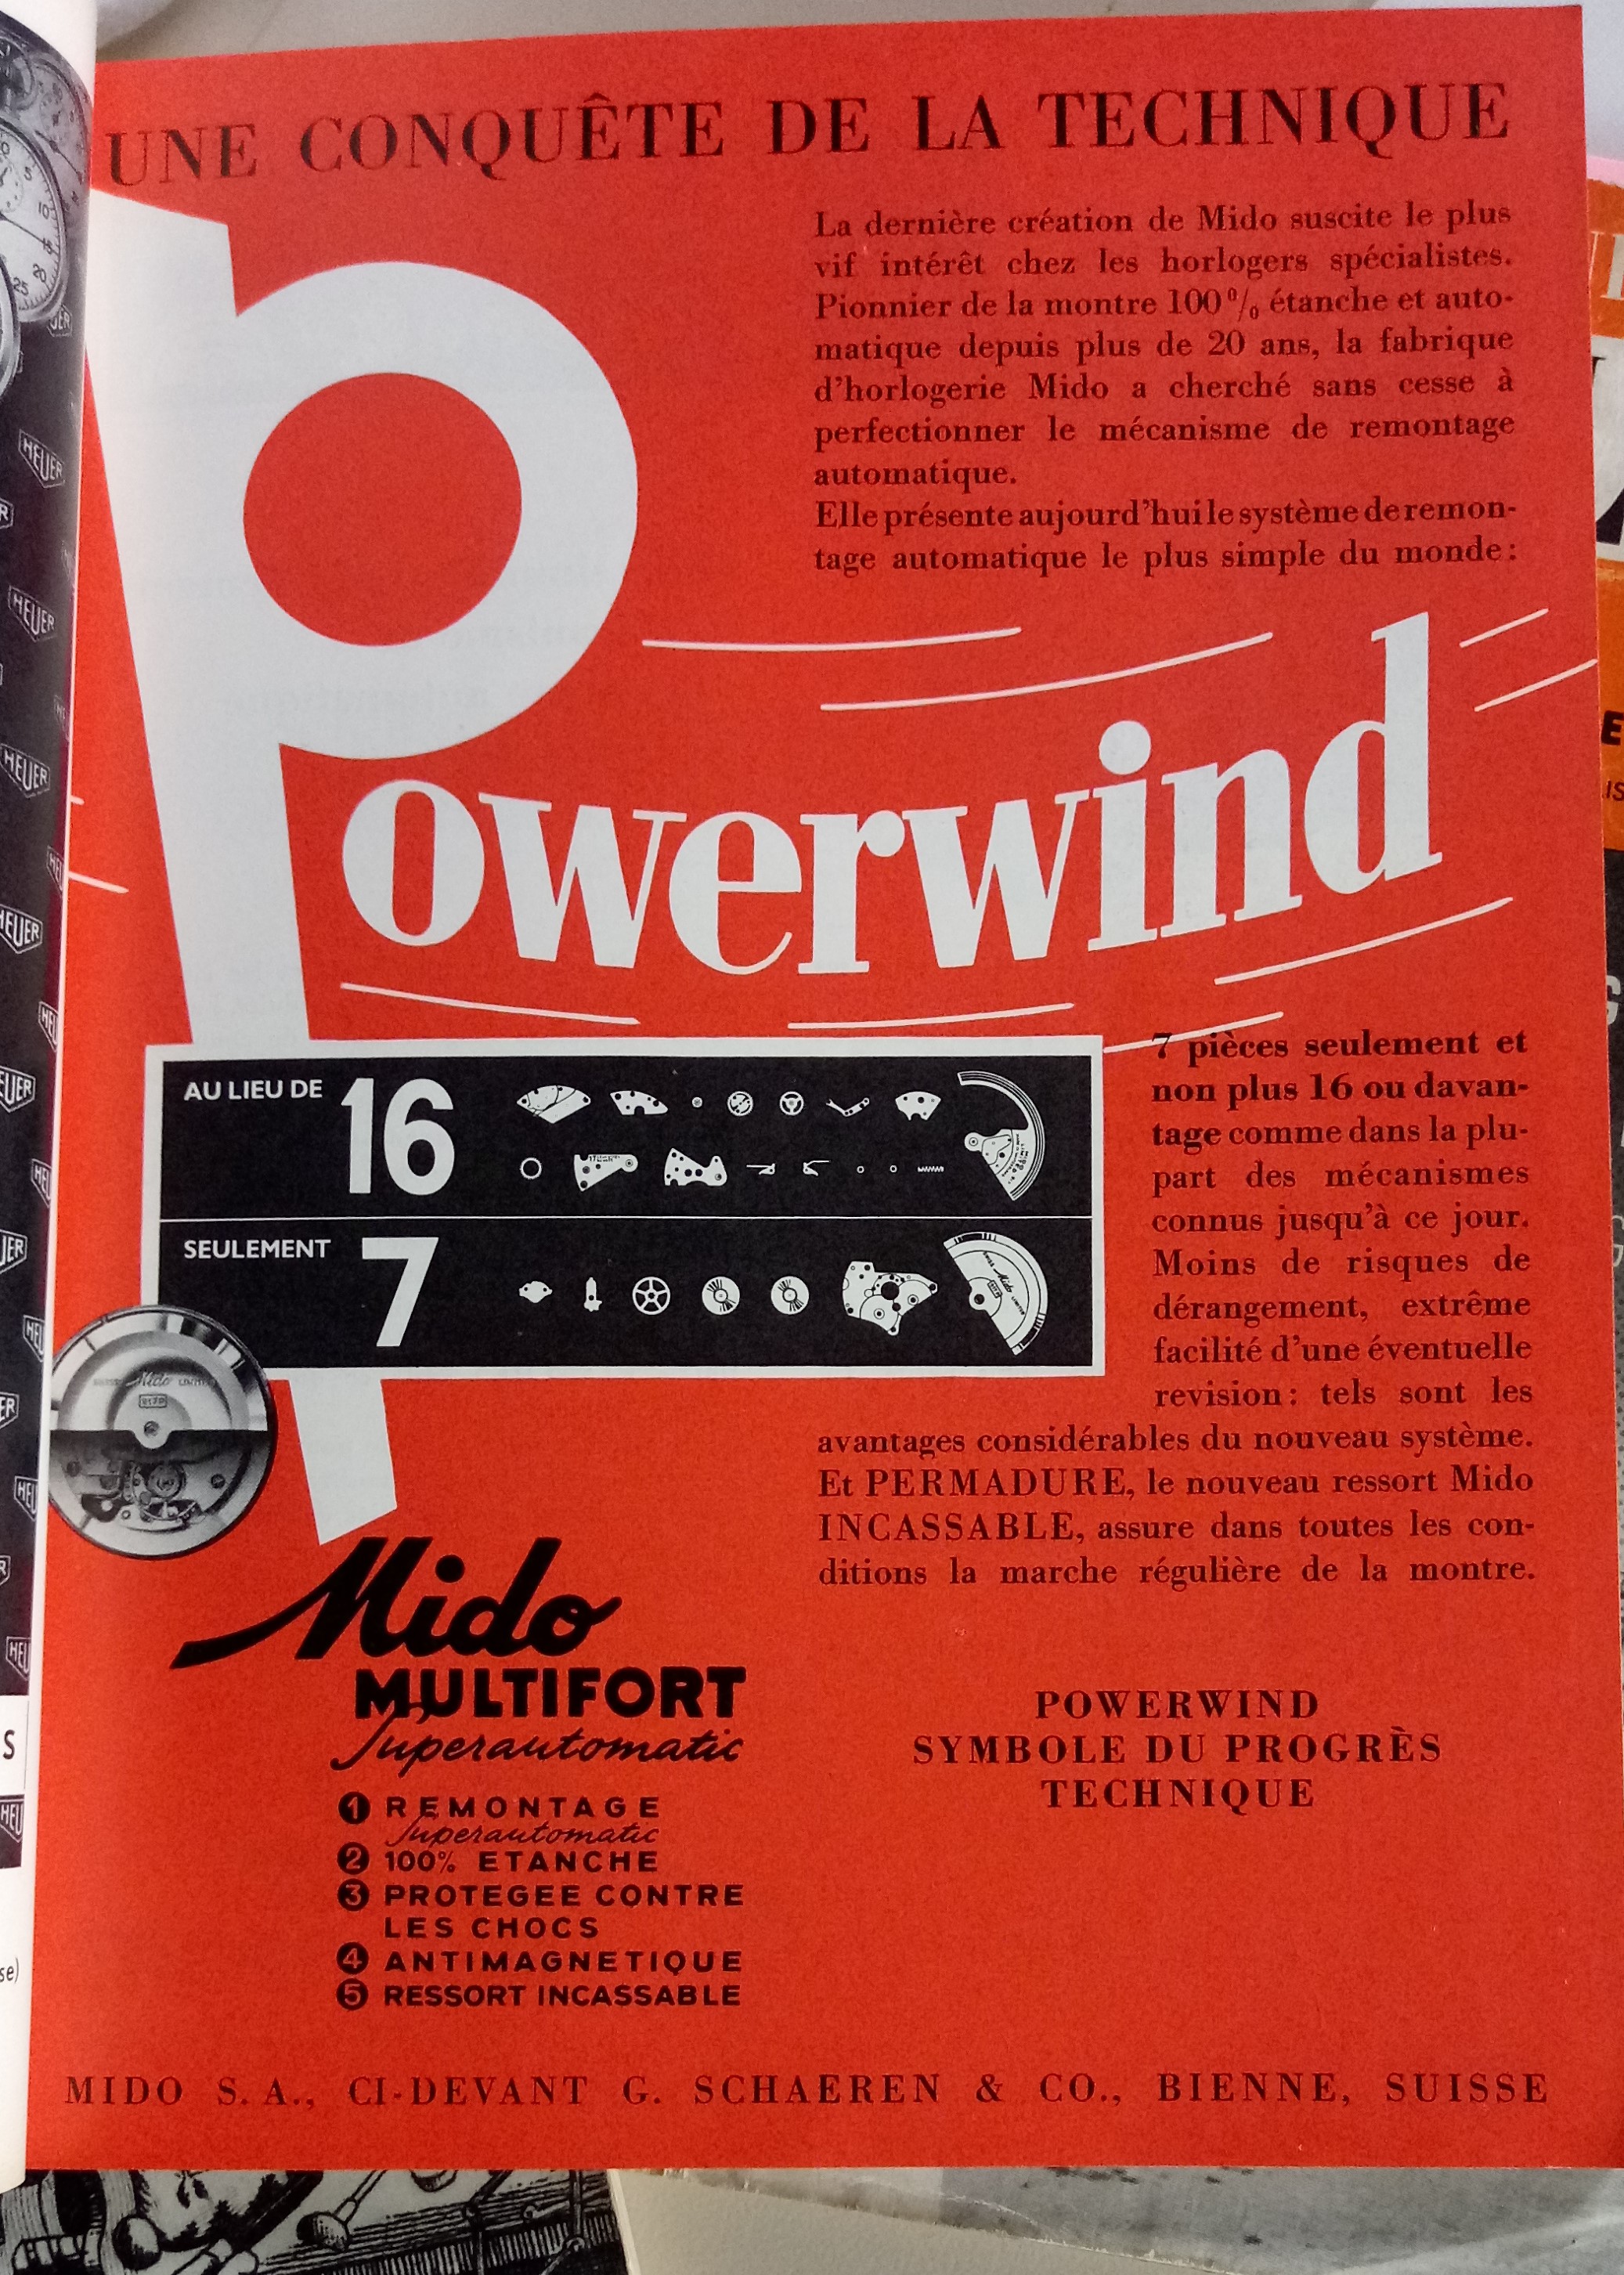 UNE CONQUÊTE DE LA TECHNIQUE
La dernière création de Mido suscite le plus
vif intérêt chez les horlogers spécialistes.
Pionnier de la montre 100% étanche et auto-
matique depuis plus de 20 ans, la fabrique
d'horlogerie Mido a cherché sans cesse à
perfectionner le mécanisme de remontage
automatique.
Elle présente aujourd'hui le système de remon-
tage automatique le plus simple du monde:
Powerwind
AU LIEU DE 16
SEULEMENT 7
7 pièces seulement et
non plus 16 ou davan-
tage comme dans la plu-
part des mécanismes
connus jusqu'à ce jour.
Moins de risques de
dérangement, extrême
facilité d'une éventuelle
revision: tels sont les
avantages considérables du nouveau système.
Et PERMADURE, le nouveau ressort Mido
INCASSABLE, assure dans toutes les con-
ditions la marche régulière de la montre.
Mido
Mido
MULTIFORT
Superautomatic
1 REMONTAGE
Superautomatic
2 100% ETANCHE
3 PROTEGEE CONTRE
LES CHOCS
4 ANTIMAGNETIQUE
5 RESSORT INCASSABLE
POWERWIND
SYMBOLE DU PROGRÈS
TECHNIQUE
MIDO S.A., CI-DEVANT G. SCHAEREN & CO., BIENNE, SUISSE
HEUER
HEUER
HEUER
HEUER